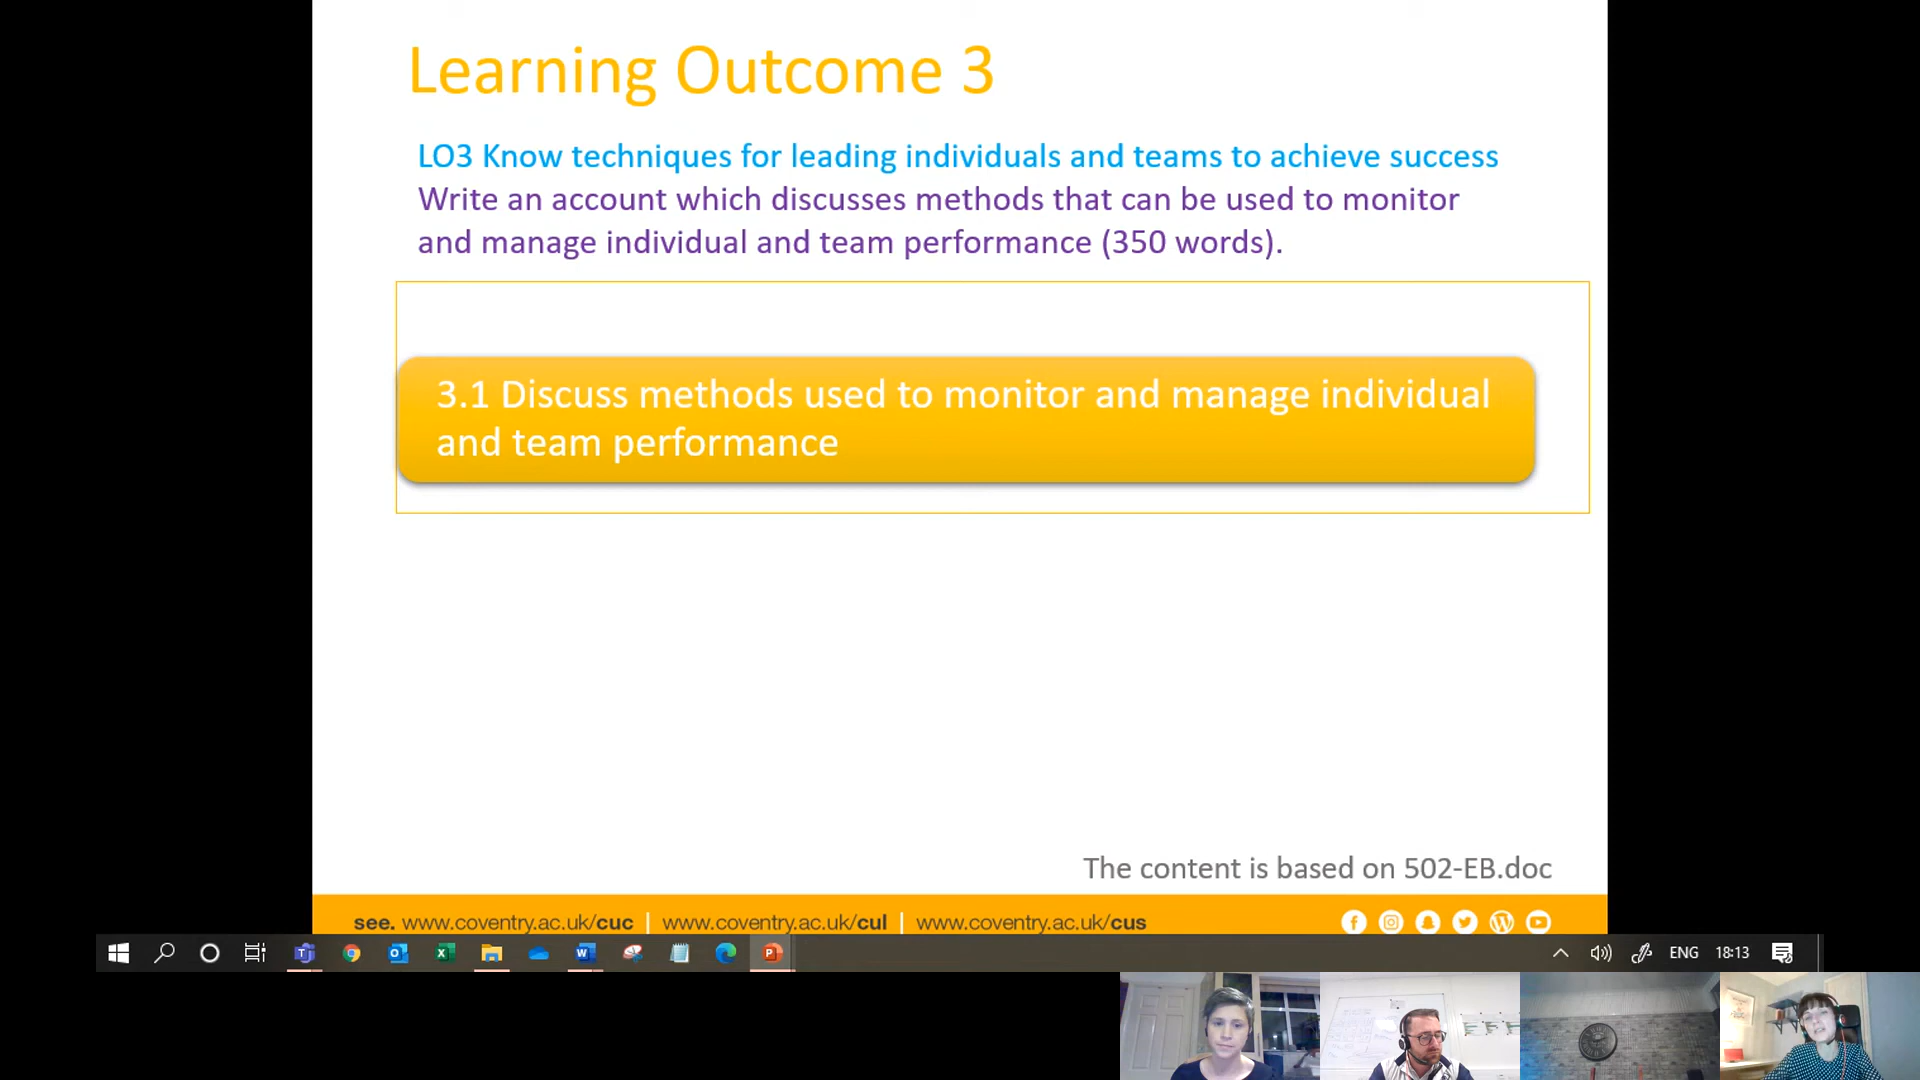 Learning Outcome 3
LO3 Know techniques for leading individuals and teams to achieve success
Write an account which discusses methods that can be used to monitor
and manage individual and team performance (350 words).
3.1 Discuss methods used to monitor and manage individual
and team performance
The content is based on 502-EB.doc
see. www.coventry.ac.uk/cuc | www.coventry.ac.uk/cul | www.coventry.ac.uk/cus
ENG 18:13